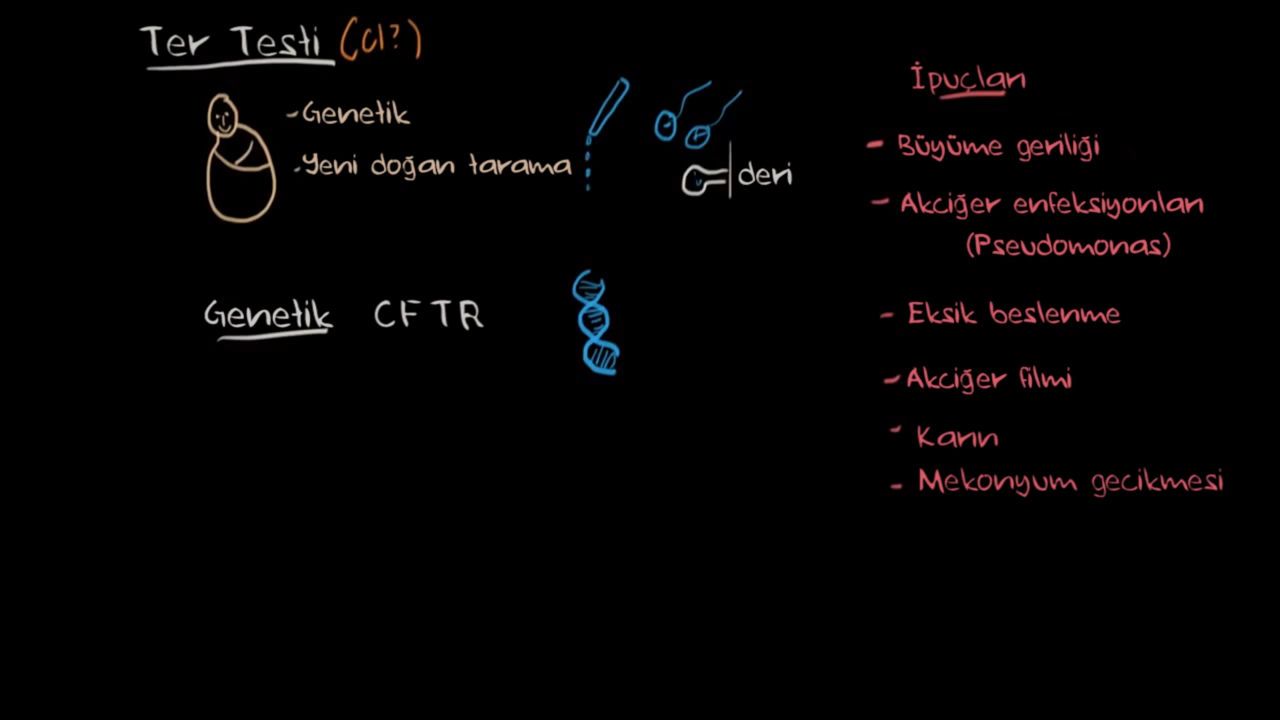 Ter Testi (Cl?)
-Genetik
-Yeni doğan tarama
- +
deri
Genetik CFTR
İpuçları
- Büyüme geriliği
- Akciğer enfeksiyonları
(Pseudomonas)
- Eksik beslenme
- Akciğer filmi
- Karın
- Mekonyum gecikmesi